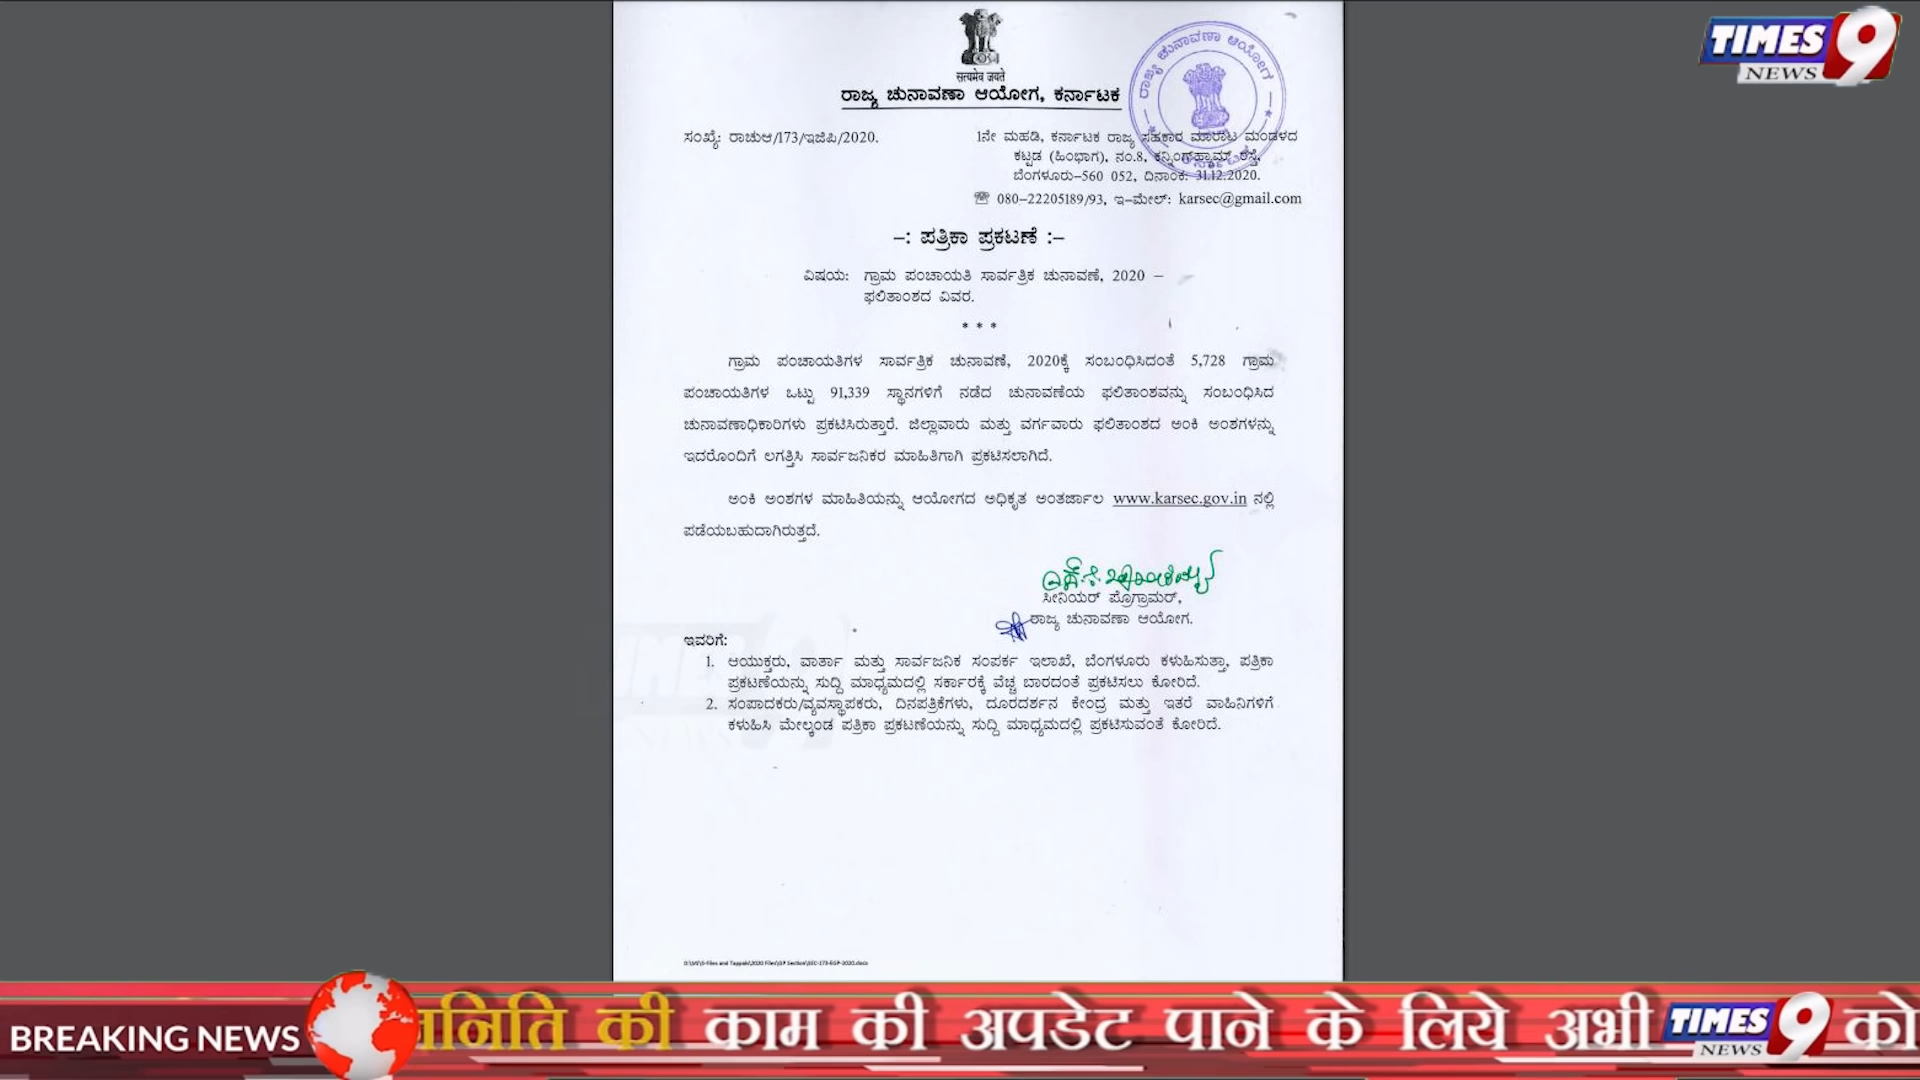 TIMES 9
NEWS
सत्यमेव जयते
ರಾಜ್ಯ ಚುನಾವಣಾ ಆಯೋಗ, ಕರ್ನಾಟಕ
ರಾಜ್ಯ ಚುನಾವಣಾ ಆಯೋಗ
ಕರ್ನಾಟಕ
ಸಂಖ್ಯೆ: ರಾಚುಆ/173/ಇಜಿಪಿ/2020.
1ನೇ ಮಹಡಿ, ಕರ್ನಾಟಕ ರಾಜ್ಯ ಸಹಕಾರ ಮಾರಾಟ ಮಂಡಳದ
ಕಟ್ಟಡ (ಹಿಂಭಾಗ), ನಂ.8, ಕನ್ನಿಂಗ್‌ಹ್ಯಾಮ್ ರಸ್ತೆ,
ಬೆಂಗಳೂರು-560 052, ದಿನಾಂಕ: 31.12.2020.
☏ 080-22205189/93, ಇ-ಮೇಲ್: karsec@gmail.com
-: ಪತ್ರಿಕಾ ಪ್ರಕಟಣೆ :-
ವಿಷಯ: ಗ್ರಾಮ ಪಂಚಾಯತಿ ಸಾರ್ವತ್ರಿಕ ಚುನಾವಣೆ, 2020 -
ಫಲಿತಾಂಶದ ವಿವರ.
* * *
ಗ್ರಾಮ ಪಂಚಾಯತಿಗಳ ಸಾರ್ವತ್ರಿಕ ಚುನಾವಣೆ, 2020ಕ್ಕೆ ಸಂಬಂಧಿಸಿದಂತೆ 5,728 ಗ್ರಾಮ
ಪಂಚಾಯತಿಗಳ ಒಟ್ಟು 91,339 ಸ್ಥಾನಗಳಿಗೆ ನಡೆದ ಚುನಾವಣೆಯ ಫಲಿತಾಂಶವನ್ನು ಸಂಬಂಧಿಸಿದ
ಚುನಾವಣಾಧಿಕಾರಿಗಳು ಪ್ರಕಟಿಸಿರುತ್ತಾರೆ. ಜಿಲ್ಲಾವಾರು ಮತ್ತು ವರ್ಗವಾರು ಫಲಿತಾಂಶದ ಅಂಕಿ ಅಂಶಗಳನ್ನು
ಇದರೊಂದಿಗೆ ಲಗತ್ತಿಸಿ ಸಾರ್ವಜನಿಕರ ಮಾಹಿತಿಗಾಗಿ ಪ್ರಕಟಿಸಲಾಗಿದೆ.
ಅಂಕಿ ಅಂಶಗಳ ಮಾಹಿತಿಯನ್ನು ಆಯೋಗದ ಅಧಿಕೃತ ಅಂತರ್ಜಾಲ www.karsec.gov.in ನಲ್ಲಿ
ಪಡೆಯಬಹುದಾಗಿರುತ್ತದೆ.
ಸೀನಿಯರ್ ಪ್ರೊಗ್ರಾಮರ್,
ರಾಜ್ಯ ಚುನಾವಣಾ ಆಯೋಗ.
ಇವರಿಗೆ:
1. ಆಯುಕ್ತರು, ವಾರ್ತಾ ಮತ್ತು ಸಾರ್ವಜನಿಕ ಸಂಪರ್ಕ ಇಲಾಖೆ, ಬೆಂಗಳೂರು ಕಳುಹಿಸುತ್ತಾ, ಪತ್ರಿಕಾ
ಪ್ರಕಟಣೆಯನ್ನು ಸುದ್ದಿ ಮಾಧ್ಯಮದಲ್ಲಿ ಸರ್ಕಾರಕ್ಕೆ ವೆಚ್ಚ ಬಾರದಂತೆ ಪ್ರಕಟಿಸಲು ಕೋರಿದೆ.
2. ಸಂಪಾದಕರು/ವ್ಯವಸ್ಥಾಪಕರು, ದಿನಪತ್ರಿಕೆಗಳು, ದೂರದರ್ಶನ ಕೇಂದ್ರ ಮತ್ತು ಇತರೆ ವಾಹಿನಿಗಳಿಗೆ
ಕಳುಹಿಸಿ ಮೇಲ್ಕಂಡ ಪತ್ರಿಕಾ ಪ್ರಕಟಣೆಯನ್ನು ಸುದ್ದಿ ಮಾಧ್ಯಮದಲ್ಲಿ ಪ್ರಕಟಿಸುವಂತೆ ಕೋರಿದೆ.
BREAKING NEWS
जनिति की काम की अपडेट पाने के लिये अभी TIMES 9 NEWS को